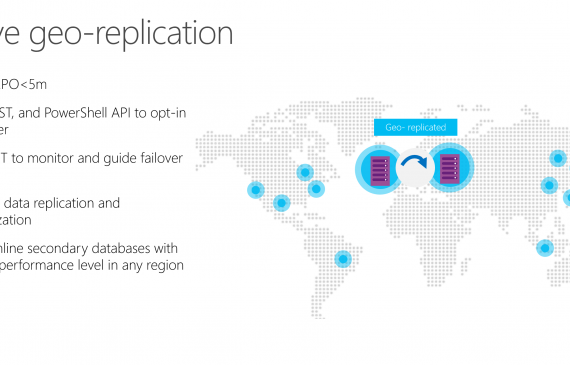 ve geo-replication
PO<5m
ST, and PowerShell API to opt-in
er
T to monitor and guide failover
data replication and
zation
nline secondary databases with
performance level in any region
Geo- replicated